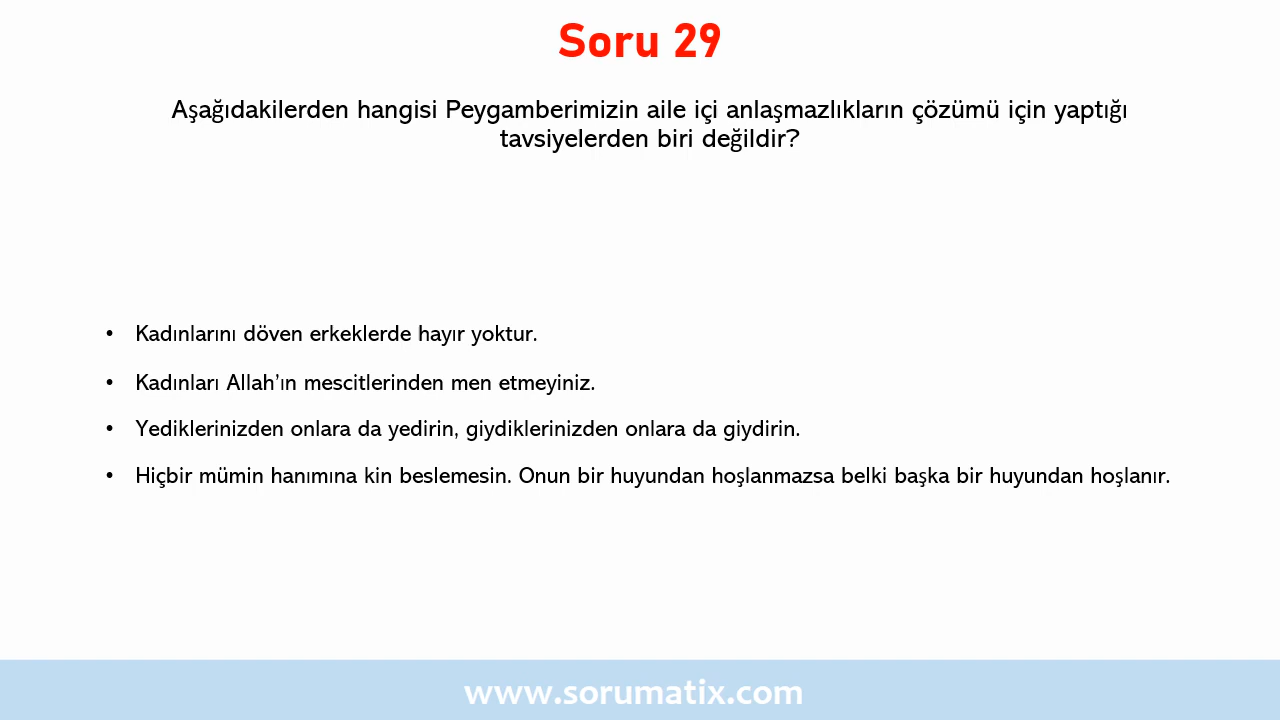 Soru 29
Aşağıdakilerden hangisi Peygamberimizin aile içi anlaşmazlıkların çözümü için yaptığı
tavsiyelerden biri değildir?
• Kadınlarını döven erkeklerde hayır yoktur.
• Kadınları Allah’ın mescitlerinden men etmeyiniz.
• Yediklerinizden onlara da yedirin, giydiklerinizden onlara da giydirin.
• Hiçbir mümin hanımına kin beslemesin. Onun bir huyundan hoşlanmazsa belki başka bir huyundan hoşlanır.
www.sorumatix.com